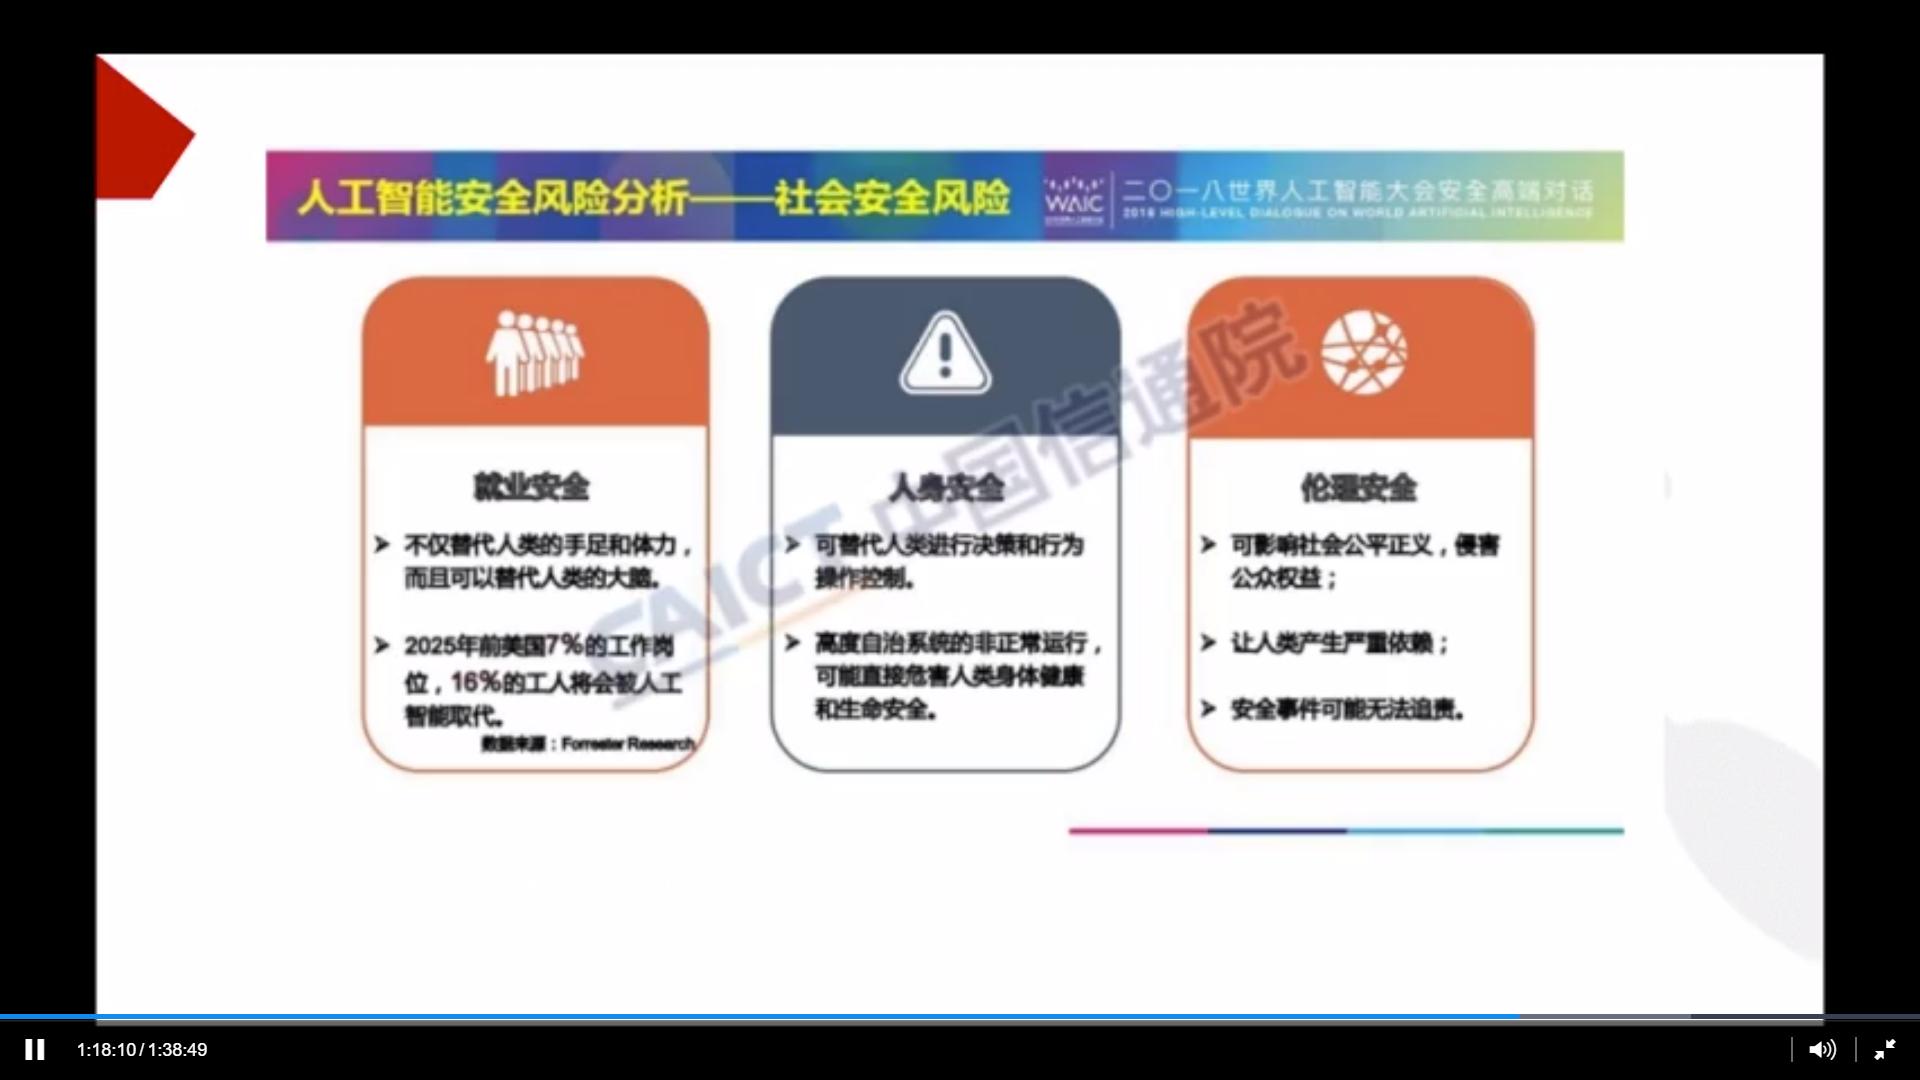 人工智能安全风险分析——社会安全风险
WAIC
二〇一八世界人工智能大会安全高端对话
2018 HIGH-LEVEL DIALOGUE ON WORLD ARTIFICIAL INTELLIGENCE
就业安全
➤ 不仅替代人类的手足和体力，
而且可以替代人类的大脑。
➤ 2025年前美国7%的工作岗
位，16%的工人将会被人工
智能取代。
数据来源：Forrester Research
人身安全
➤ 可替代人类进行决策和行为
操作控制。
➤ 高度自治系统的非正常运行，
可能直接危害人类身体健康
和生命安全。
伦理安全
➤ 可影响社会公平正义，侵害
公众权益；
➤ 让人类产生严重依赖；
➤ 安全事件可能无法追责。
CAICT 中国信通院
1:18:10 / 1:38:49